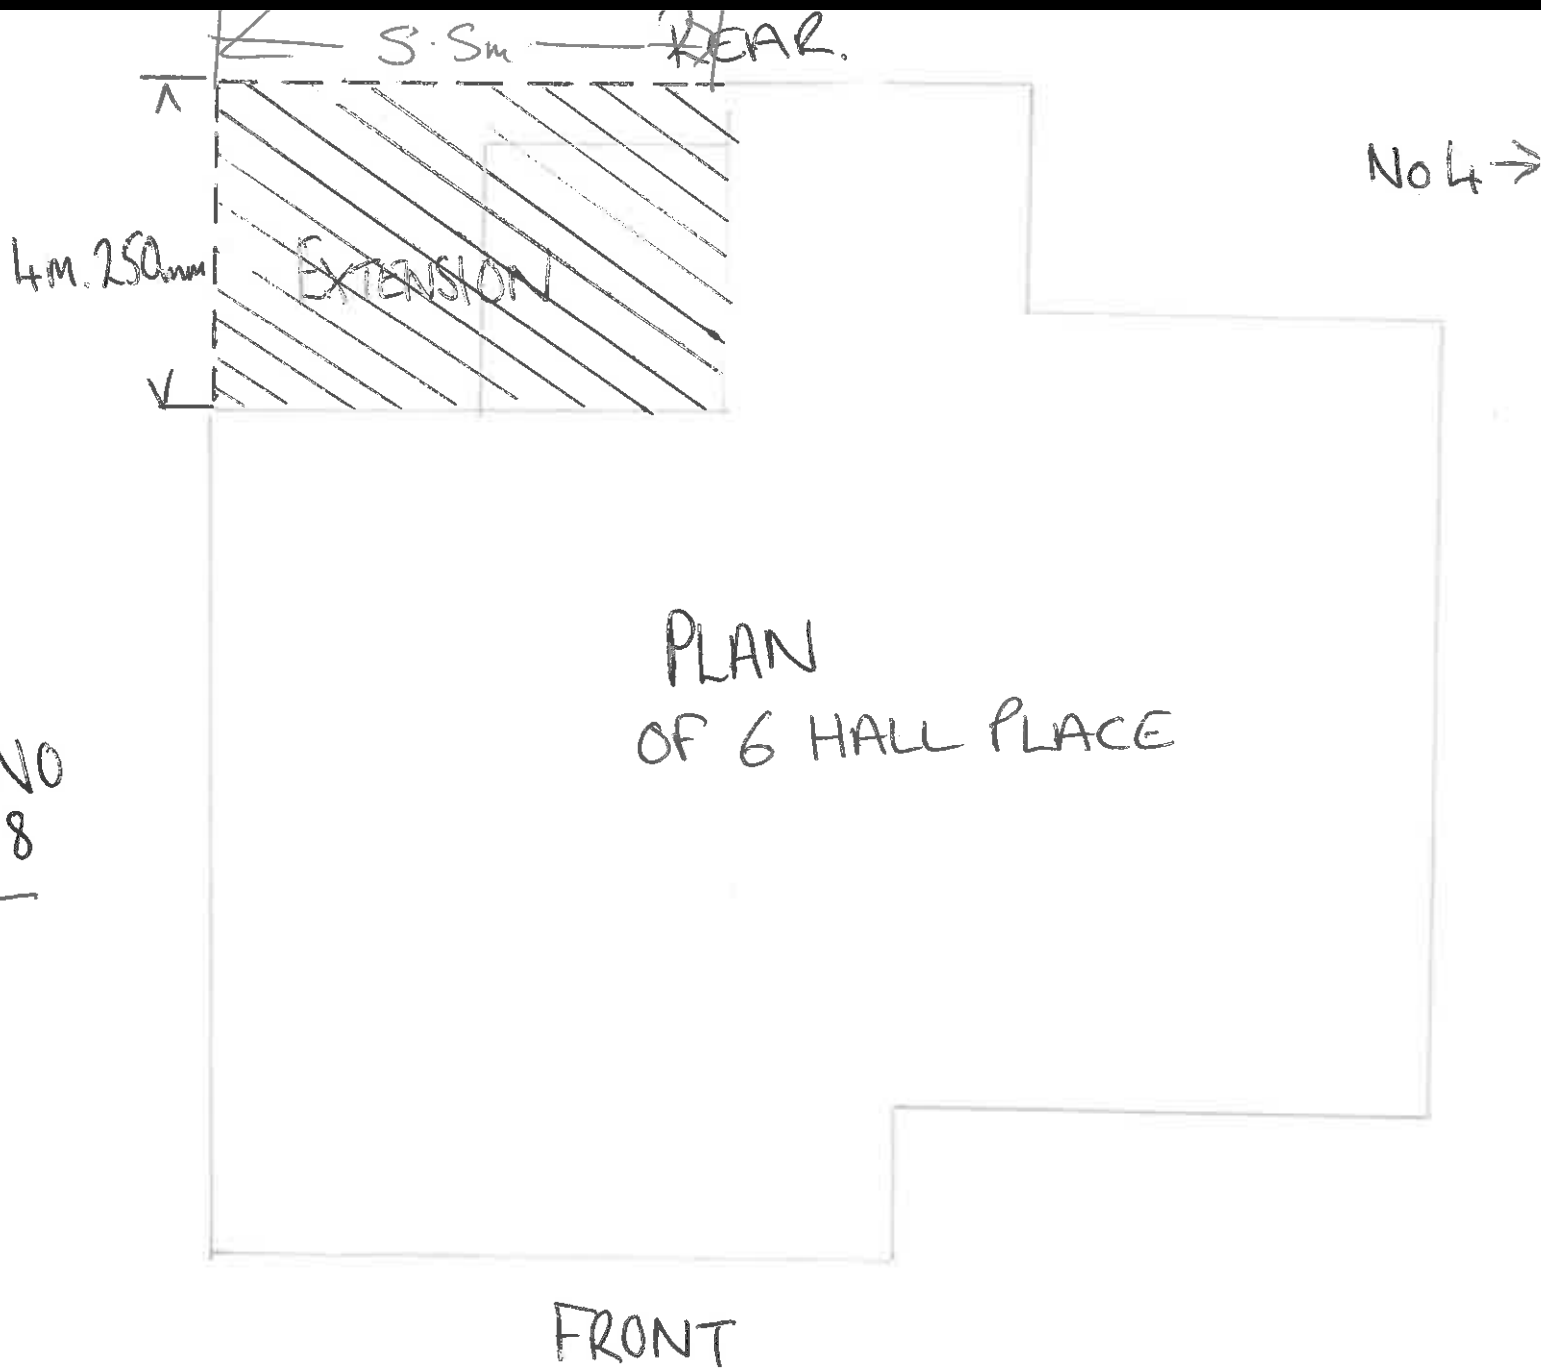 5.5m
REAR.
No 4
4M.250mm
EXTENSION
PLAN
OF 6 HALL PLACE
NO
8
FRONT